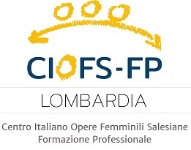 CIOFS-FP
LOMBARDIA
Centro Italiano Opere Femminili Salesiane
Formazione Professionale